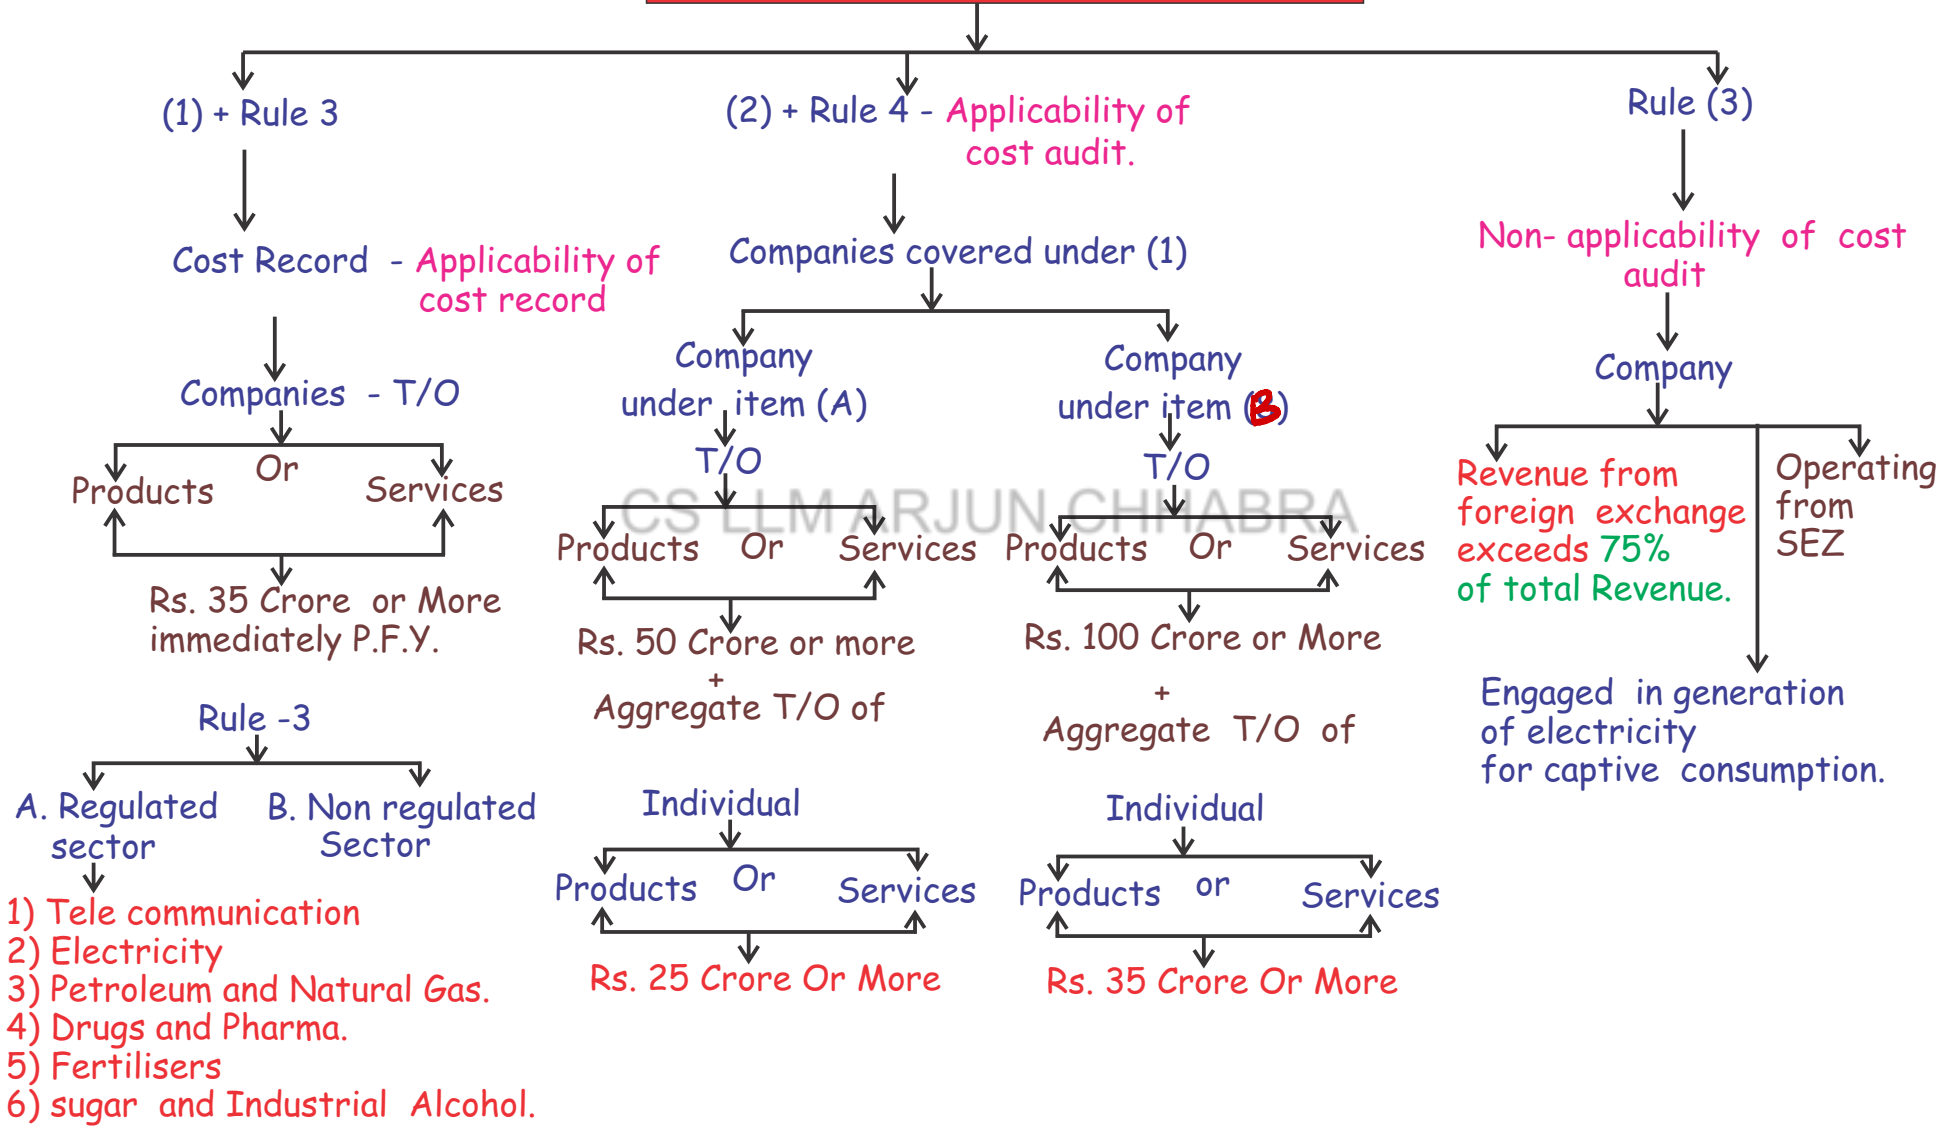 (1) + Rule 3
Cost Record - Applicability of
cost record
Companies - T/O
Products Or Services
Rs. 35 Crore or More
immediately P.F.Y.
Rule -3
A. Regulated
sector
B. Non regulated
Sector
1) Tele communication
2) Electricity
3) Petroleum and Natural Gas.
4) Drugs and Pharma.
5) Fertilisers
6) sugar and Industrial Alcohol.
(2) + Rule 4 - Applicability of
cost audit.
Companies covered under (1)
Company
under item (A)
T/O
Products Or Services
Rs. 50 Crore or more
+
Aggregate T/O of
Individual
Products Or Services
Rs. 25 Crore Or More
Company
under item (B)
T/O
Products Or Services
Rs. 100 Crore or More
+
Aggregate T/O of
Individual
Products or Services
Rs. 35 Crore Or More
Rule (3)
Non- applicability of cost
audit
Company
Revenue from
foreign exchange
exceeds 75%
of total Revenue.
Operating
from
SEZ
Engaged in generation
of electricity
for captive consumption.
CS LLM ARJUN CHHABRA